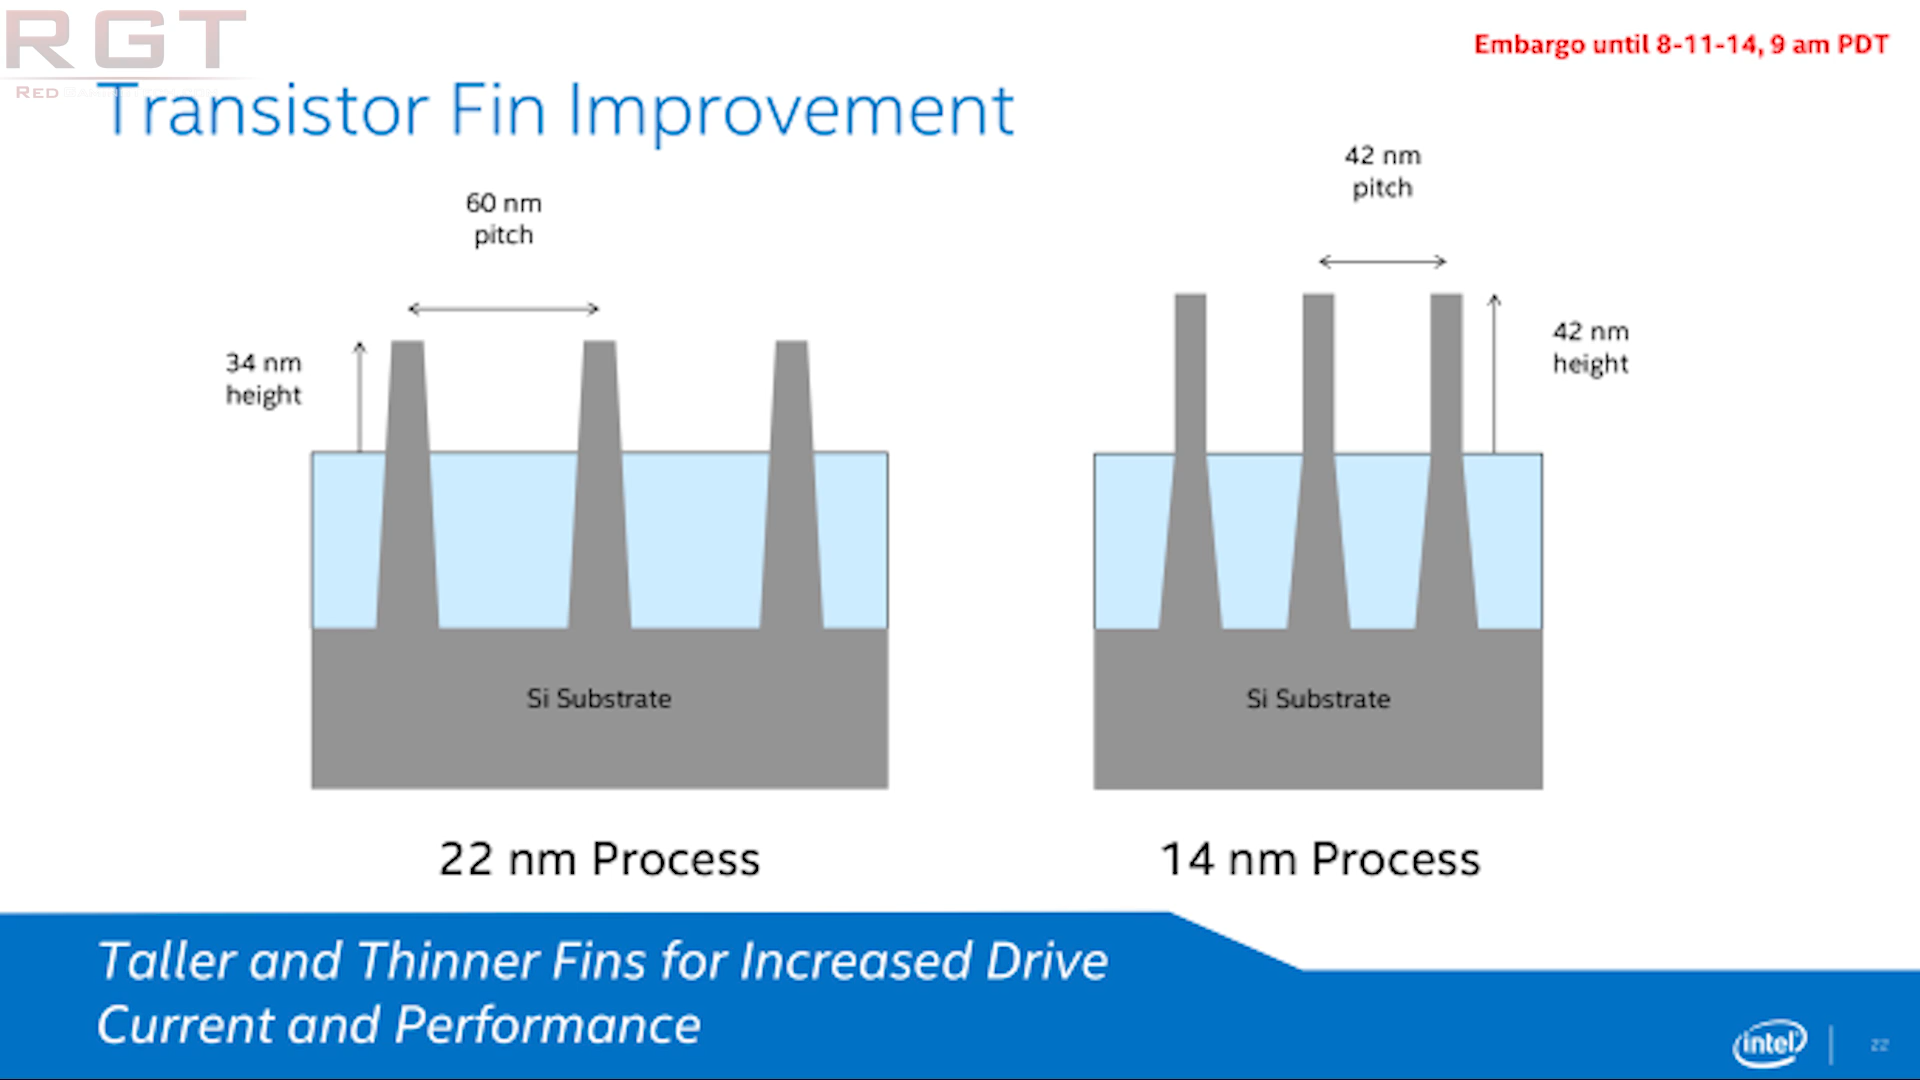 RGT
RED
Embargo until 8-11-14, 9 am PDT
Transistor Fin Improvement
60 nm
pitch
42 nm
pitch
34 nm
height
42 nm
height
Si Substrate
Si Substrate
22 nm Process
14 nm Process
Taller and Thinner Fins for Increased Drive
Current and Performance
intel
22